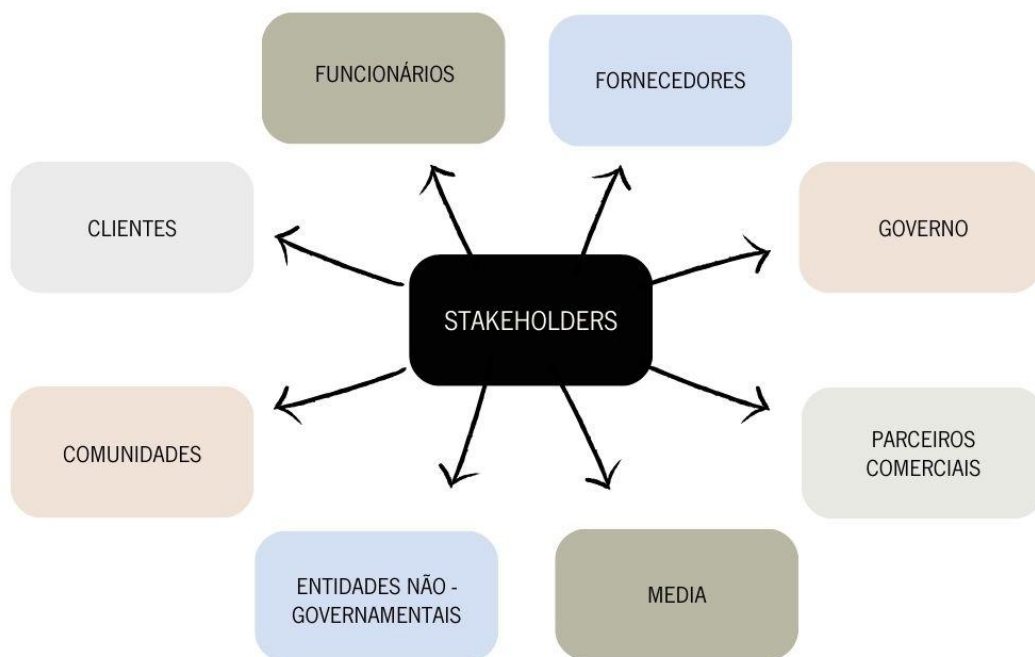 FUNCIONÁRIOS
FORNECEDORES
CLIENTES
GOVERNO
STAKEHOLDERS
COMUNIDADES
PARCEIROS
COMERCIAIS
ENTIDADES NÃO -
GOVERNAMENTAIS
MEDIA